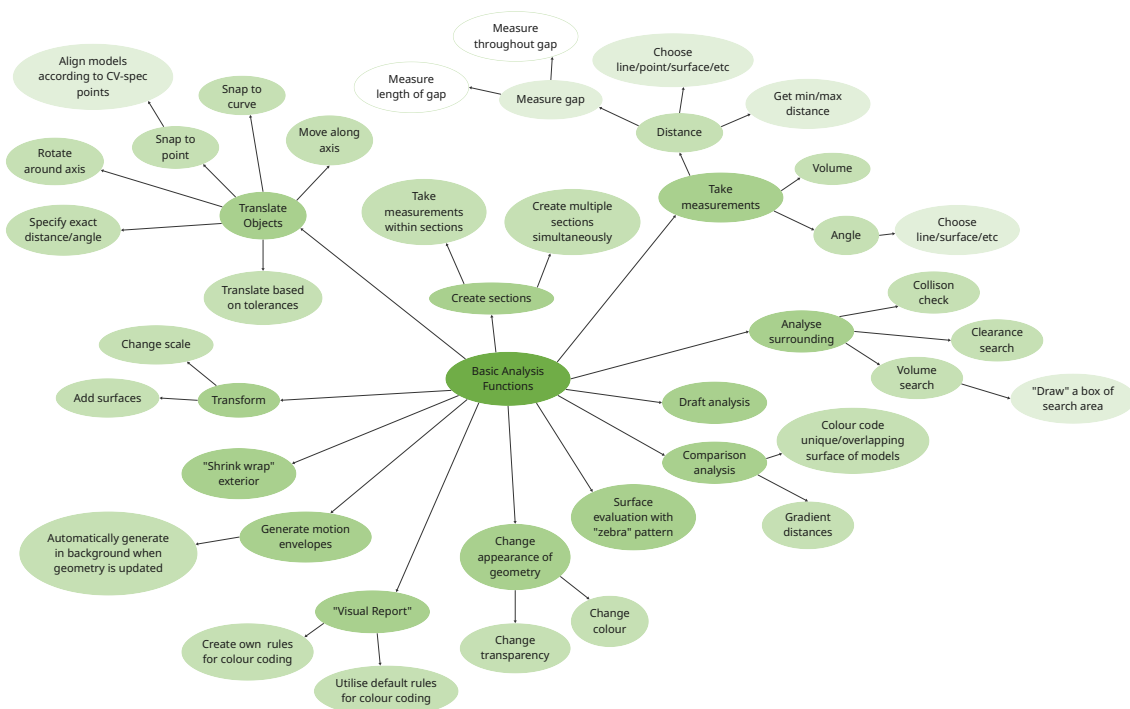 Measure
throughout gap
Measure
length of gap
Measure gap
Choose
line/point/surface/etc
Get min/max
distance
Distance
Align models
according to CV-spec
points
Snap to
curve
Move along
axis
Snap to
point
Rotate
around axis
Specify exact
distance/angle
Translate
Objects
Translate based
on tolerances
Take
measurements
within sections
Create multiple
sections
simultaneously
Create sections
Take
measurements
Volume
Angle
Choose
line/surface/etc
Collison
check
Analyse
surrounding
Clearance
search
Volume
search
"Draw" a box of
search area
Change scale
Add surfaces
Transform
Basic Analysis
Functions
Draft analysis
Colour code
unique/overlapping
surface of models
Comparison
analysis
Gradient
distances
"Shrink wrap"
exterior
Surface
evaluation with
"zebra" pattern
Generate motion
envelopes
Automatically generate
in background when
geometry is updated
Change
appearance of
geometry
Change
colour
Change
transparency
"Visual Report"
Create own  rules
for colour coding
Utilise default rules
for colour coding